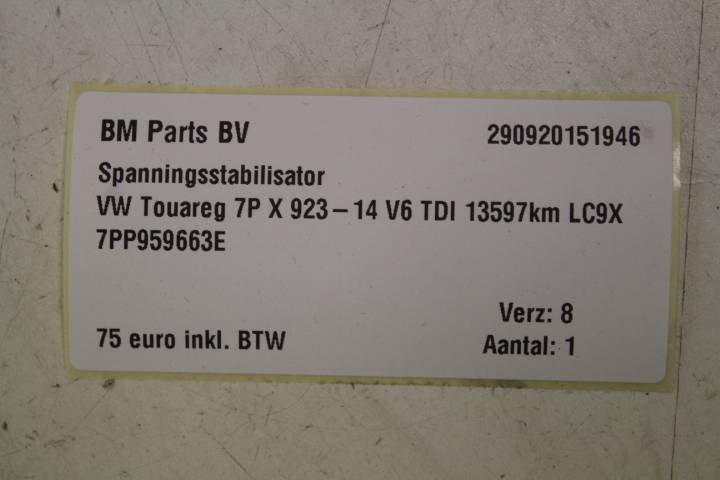 BM Parts BV 290920151946
Spanningsstabilisator
VW Touareg 7P X 923-14 V6 TDI 13597km LC9X
7PP959663E
Verz: 8
75 euro inkl. BTW Aantal: 1